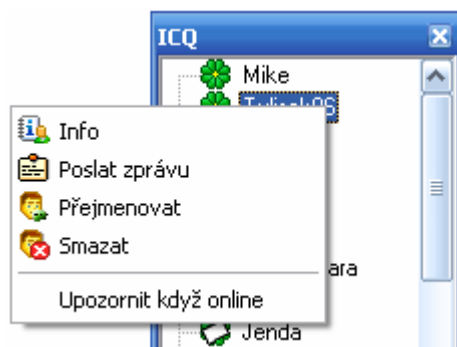 ICQ
Mike
Info
Poslat zprávu
Přejmenovat
Smazat
ara
Upozornit když online
Jenda